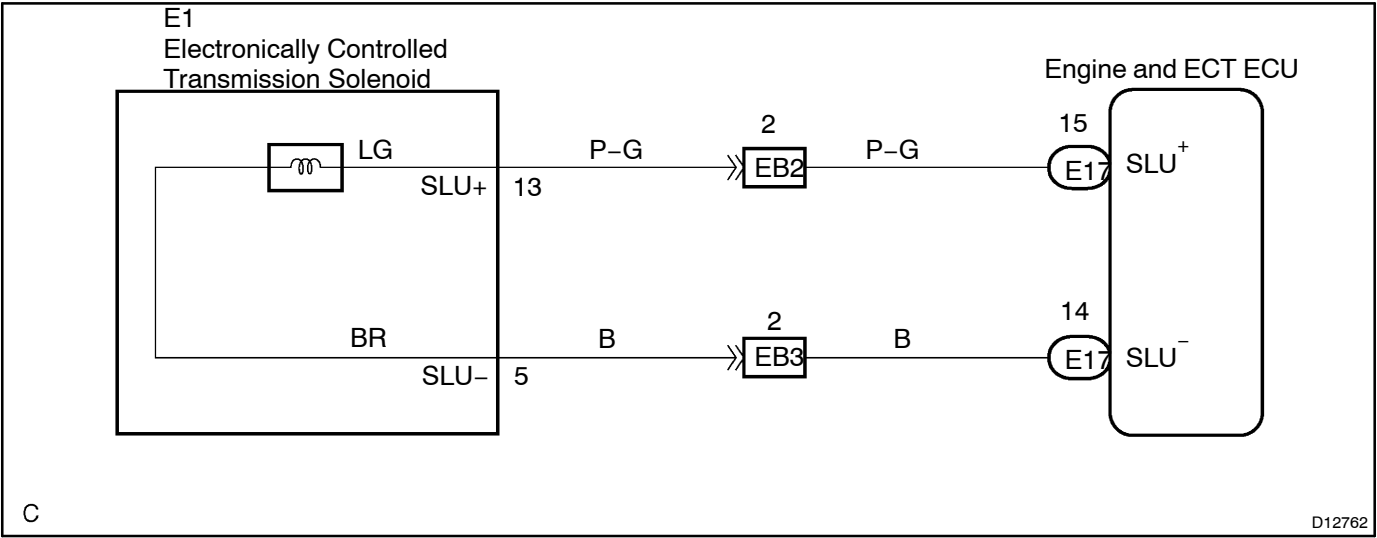 E1
Electronically Controlled
Transmission Solenoid
Engine and ECT ECU
LG
P−G
2
EB2
P−G
15
E17
SLU+
SLU+
13
BR
B
2
EB3
B
14
E17
SLU−
SLU−
5
C
D12762